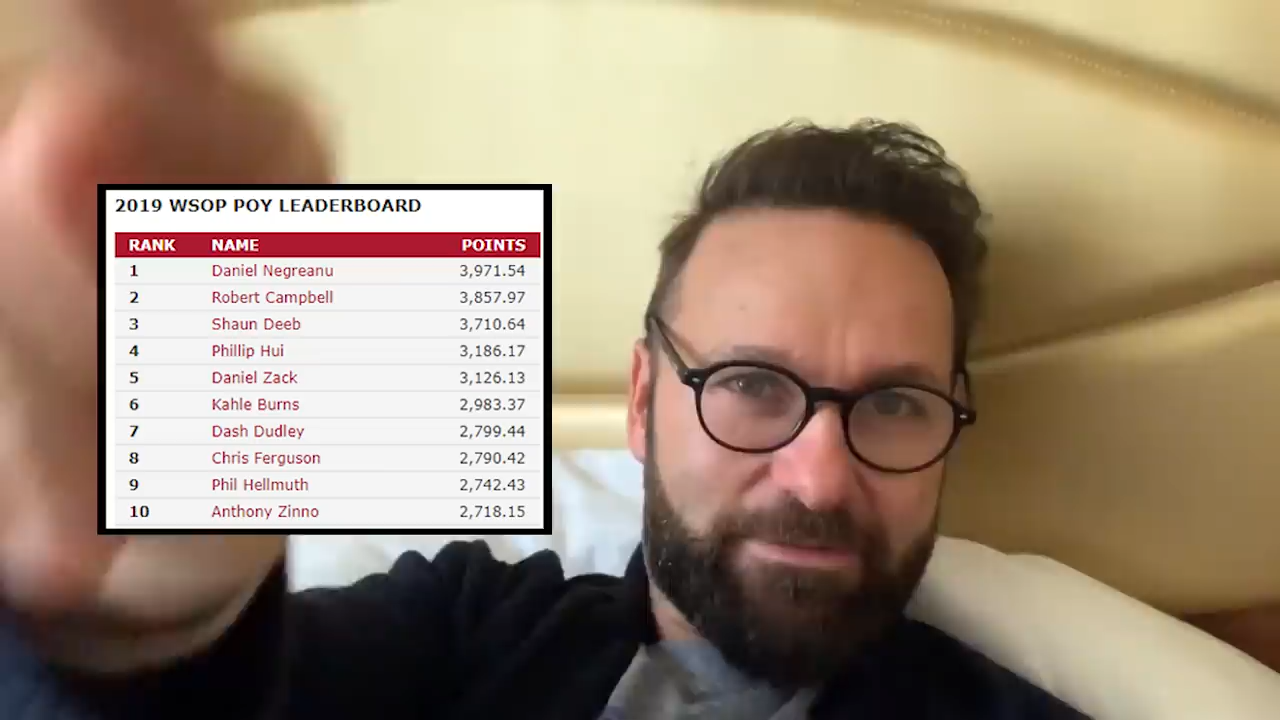 2019 WSOP POY LEADERBOARD
RANK NAME POINTS
1 Daniel Negreanu 3,971.54
2 Robert Campbell 3,857.97
3 Shaun Deeb 3,710.64
4 Phillip Hui 3,186.17
5 Daniel Zack 3,126.13
6 Kahle Burns 2,983.37
7 Dash Dudley 2,799.44
8 Chris Ferguson 2,790.42
9 Phil Hellmuth 2,742.43
10 Anthony Zinno 2,718.15